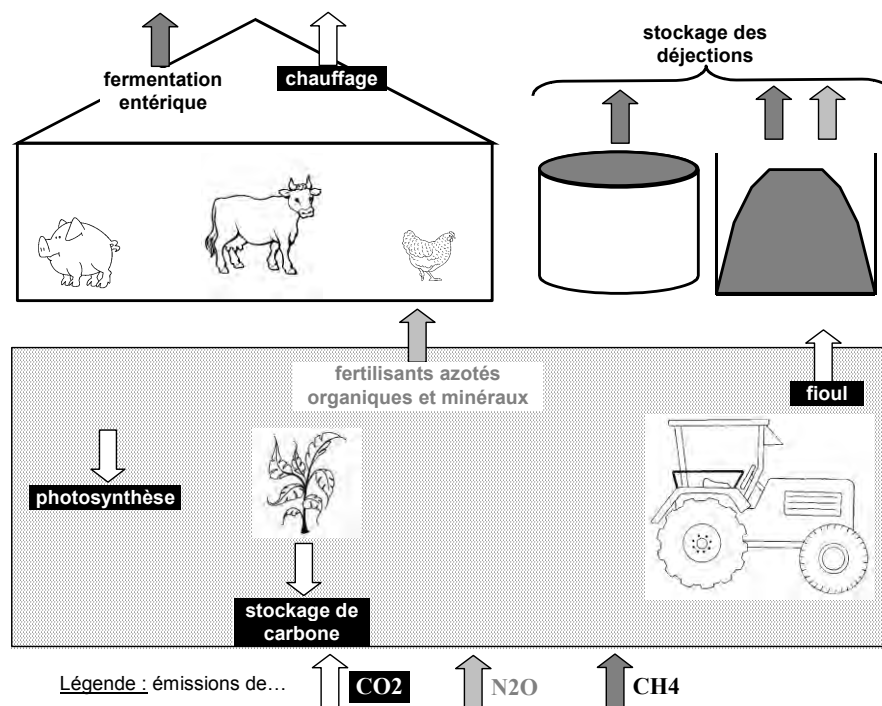 stockage des
déjections
fermentation
entérique
chauffage
fertilisants azotés
organiques et minéraux
fioul
photosynthèse
stockage de
carbone
Légende : émissions de... CO2 N2O CH4